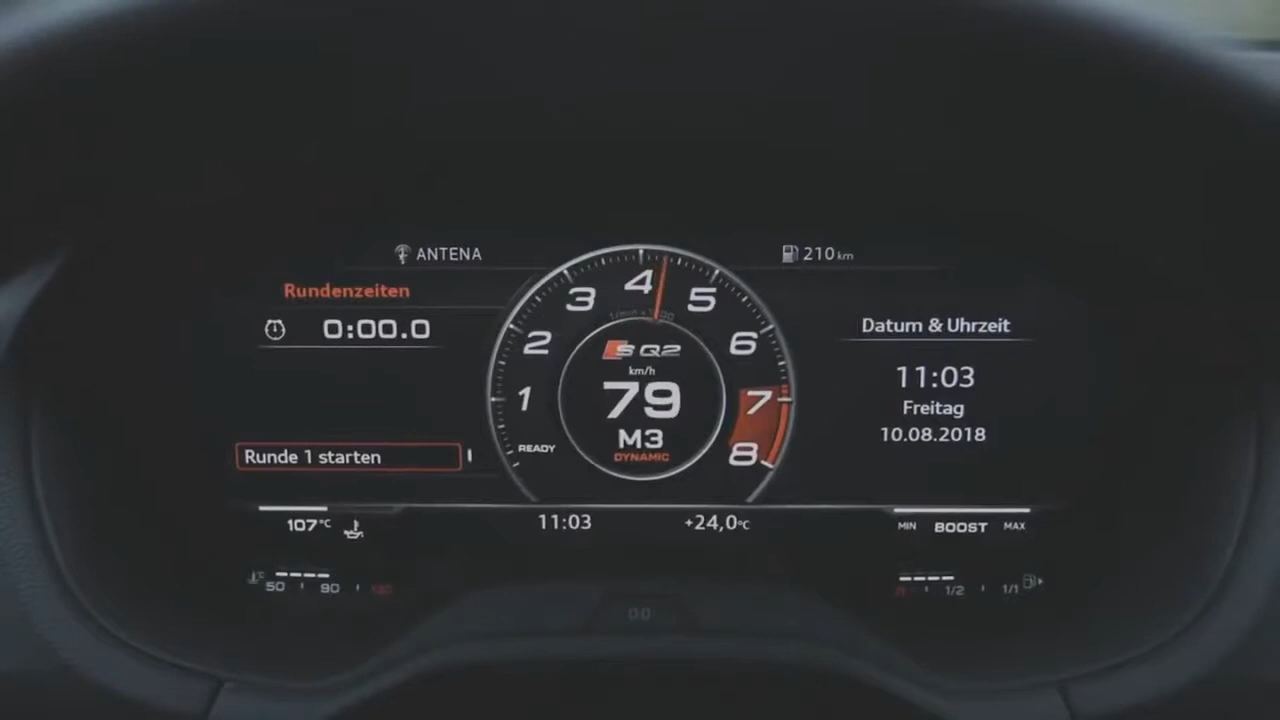 ANTENA
210 km
Rundenzeiten
0:00.0
Runde 1 starten
1 2 3 4 5 6 7 8
1/min x
READY
SQ2
km/h
79
M3
DYNAMIC
Datum & Uhrzeit
11:03
Freitag
10.08.2018
107°C
11:03
+24,0°C
MIN BOOST MAX
50 90
1/2 1/1